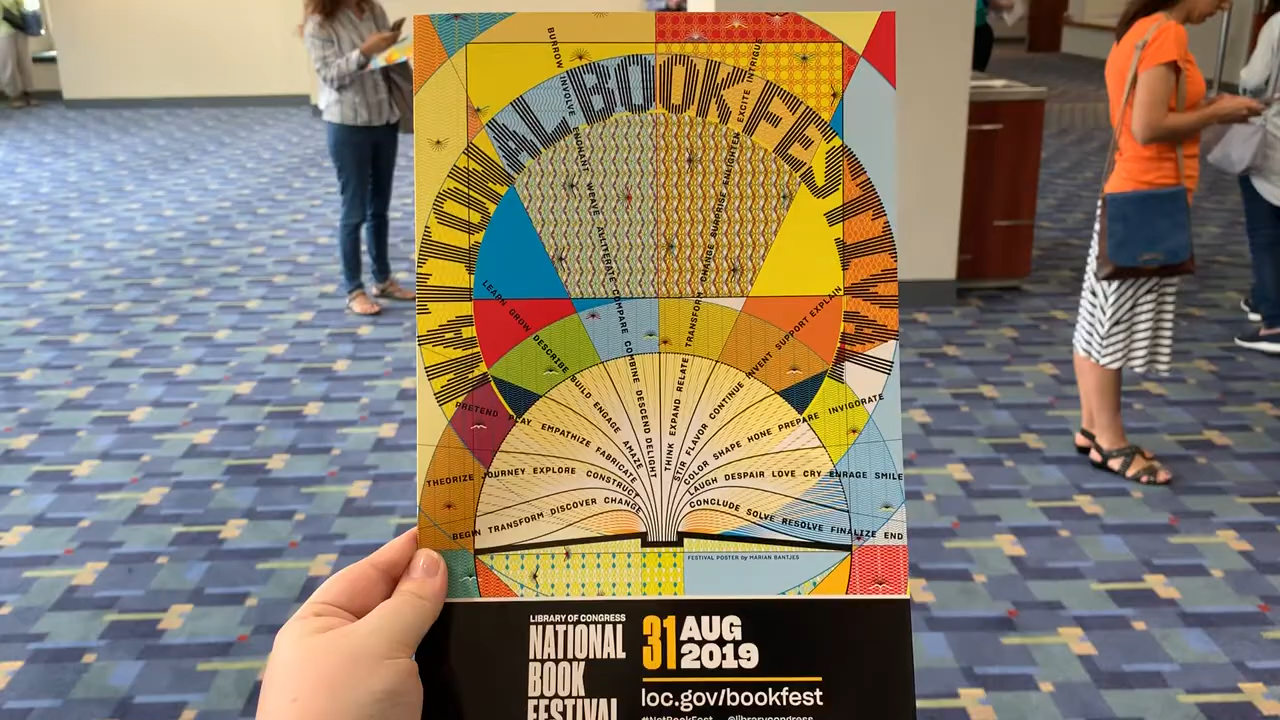 NATIONAL BOOK FESTIVAL
BURROW INVOLVE ENCHANT WEAVE ALLITERATE COMPARE COMBINE DESCEND DELIGHT
THINK EXPAND RELATE TRANSFORM CHANGE SURPRISE ENLIGHTEN EXCITE INTRIGUE
LEARN GROW DESCRIBE BUILD ENGAGE AMAZE
STIR FLAVOR CONTINUE INVENT SUPPORT EXPLAIN
PRETEND PLAY EMPATHIZE FABRICATE
COLOR SHAPE HONE PREPARE INVIGORATE
THEORIZE JOURNEY EXPLORE CONSTRUCT
LAUGH DESPAIR LOVE CRY ENRAGE SMILE
BEGIN TRANSFORM DISCOVER CHANGE
CONCLUDE SOLVE RESOLVE FINALIZE END
FESTIVAL POSTER by MARIAN BANTJES
LIBRARY OF CONGRESS
NATIONAL
BOOK
FESTIVAL
31 AUG
2019
loc.gov/bookfest
#NatBookFest @librarycongress